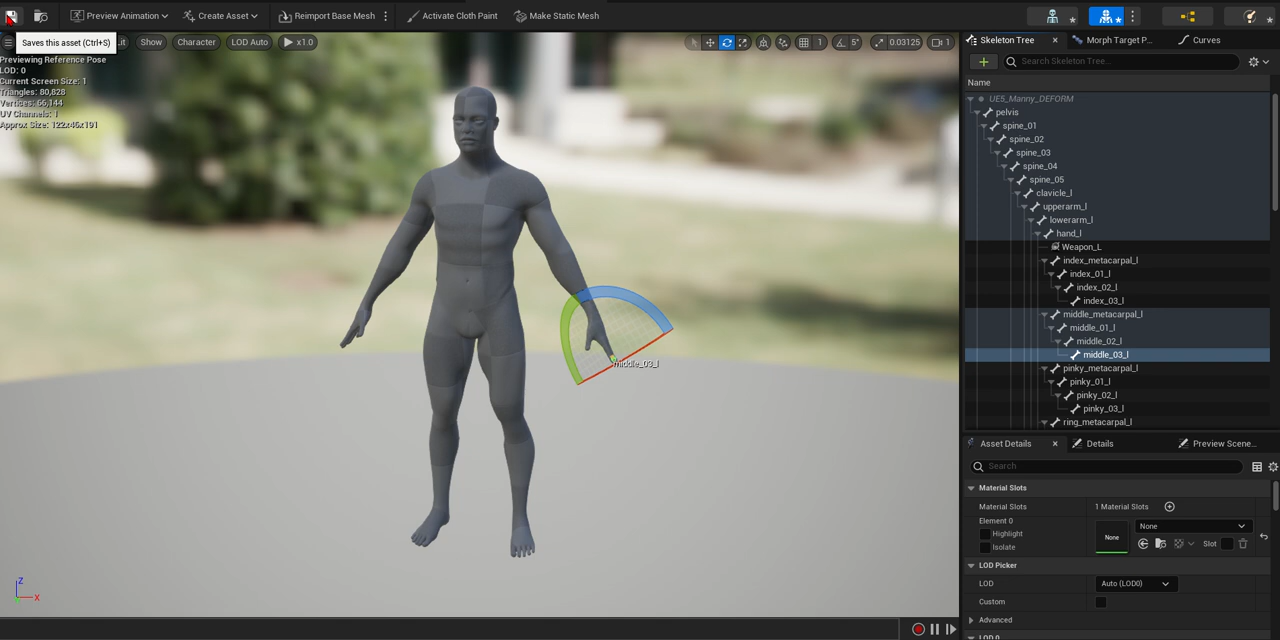 Preview Animation
Create Asset
Reimport Base Mesh
Activate Cloth Paint
Make Static Mesh
Saves this asset (Ctrl+S)
Show
Character
LOD Auto
x1.0
1
5°
0.03125
1
Previewing Reference Pose
LOD: 0
Current Screen Size: 1
Triangles: 80,828
Vertices: 66,144
UV Channels: 1
Approx Size: 122x46x191
middle_03_l
Z
X
Skeleton Tree
Morph Target P...
Curves
Search Skeleton Tree...
Name
UE5_Manny_DEFORM
pelvis
spine_01
spine_02
spine_03
spine_04
spine_05
clavicle_l
upperarm_l
lowerarm_l
hand_l
Weapon_L
index_metacarpal_l
index_01_l
index_02_l
index_03_l
middle_metacarpal_l
middle_01_l
middle_02_l
middle_03_l
pinky_metacarpal_l
pinky_01_l
pinky_02_l
pinky_03_l
ring_metacarpal_l
Asset Details
Details
Preview Scene...
Search
Material Slots
Material Slots
1 Material Slots
Element 0
Highlight
Isolate
None
None
Slot
LOD Picker
LOD
Auto (LOD0)
Custom
Advanced
LOD 0